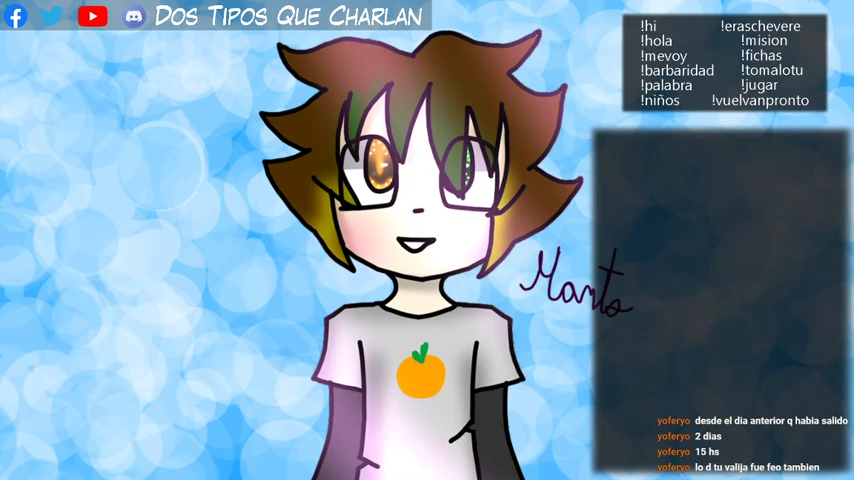 Dos Tipos Que Charlan
!hi !eraschevere
!hola !mision
!mevoy !fichas
!barbaridad !tomalotu
!palabra !jugar
!niños !vuelvanpronto
yoferyo desde el dia anterior q habia salido
yoferyo 2 dias
yoferyo 15 hs
yoferyo lo d tu valija fue feo tambien